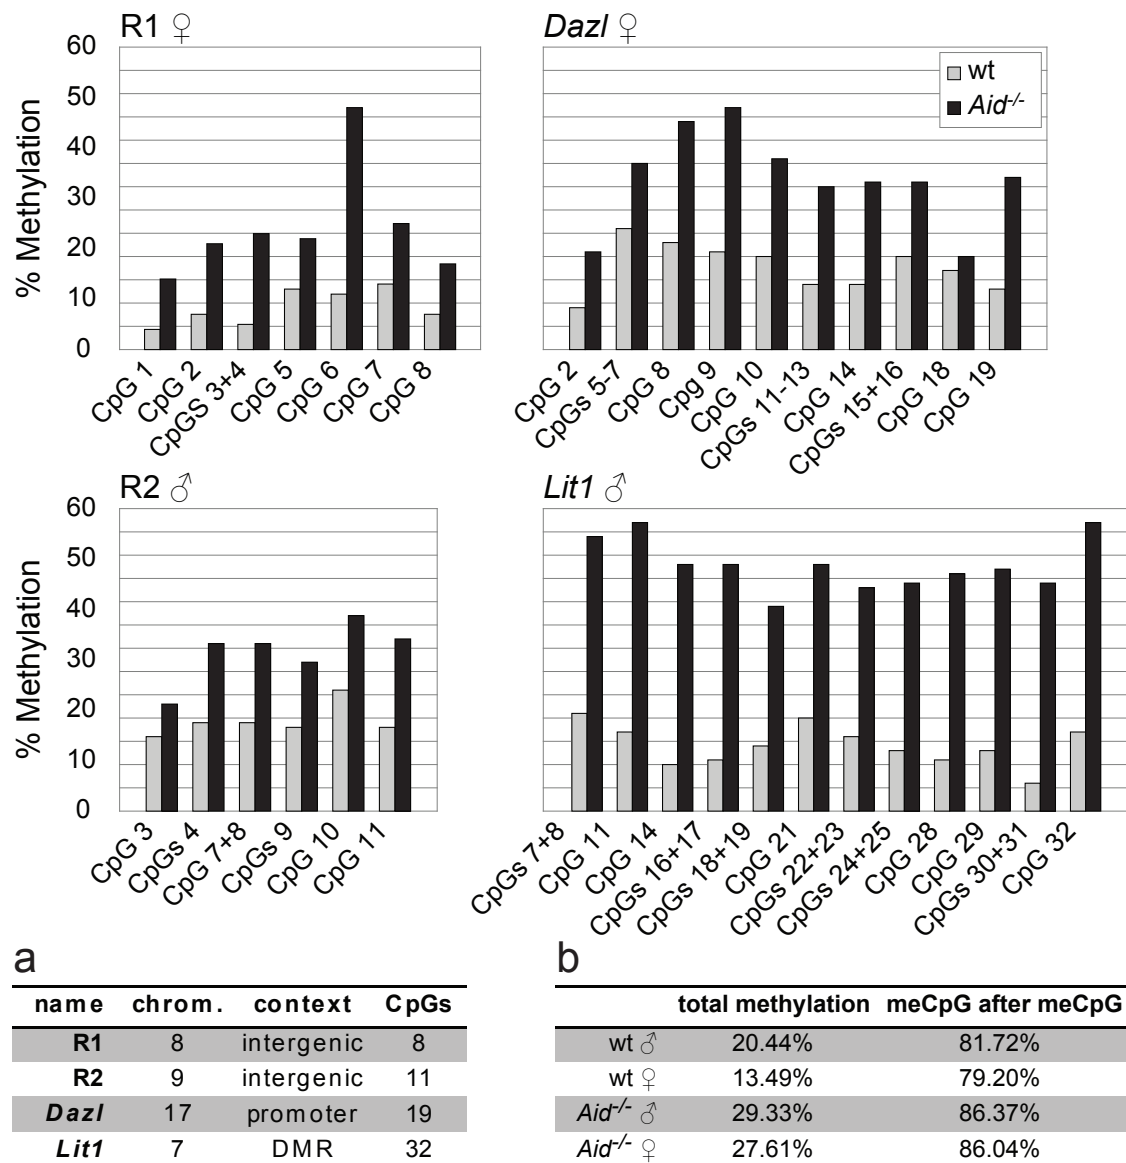 R1 ♀
% Methylation
60
50
40
30
20
10
0
CpG 1
CpG 2
CpGS 3+4
CpG 5
CpG 6
CpG 7
CpG 8
Dazl ♀
wt
Aid-/-
CpG 2
CpGs 5-7
CpG 8
Cpg 9
CpG 10
CpGs 11-13
CpG 14
CpGs 15+16
CpG 18
CpG 19
R2 ♂
% Methylation
60
50
40
30
20
10
0
CpG 3
CpGs 4
CpG 7+8
CpGs 9
CpG 10
CpG 11
Lit1 ♂
CpGs 7+8
CpG 11
CpG 14
CpGs 16+17
CpGs 18+19
CpG 21
CpGs 22+23
CpGs 24+25
CpG 28
CpG 29
CpGs 30+31
CpG 32
a
name chrom. context CpGs
R1 8 intergenic 8
R2 9 intergenic 11
Dazl 17 promoter 19
Lit1 7 DMR 32
b
total methylation meCpG after meCpG
wt ♂ 20.44% 81.72%
wt ♀ 13.49% 79.20%
Aid-/- ♂ 29.33% 86.37%
Aid-/- ♀ 27.61% 86.04%